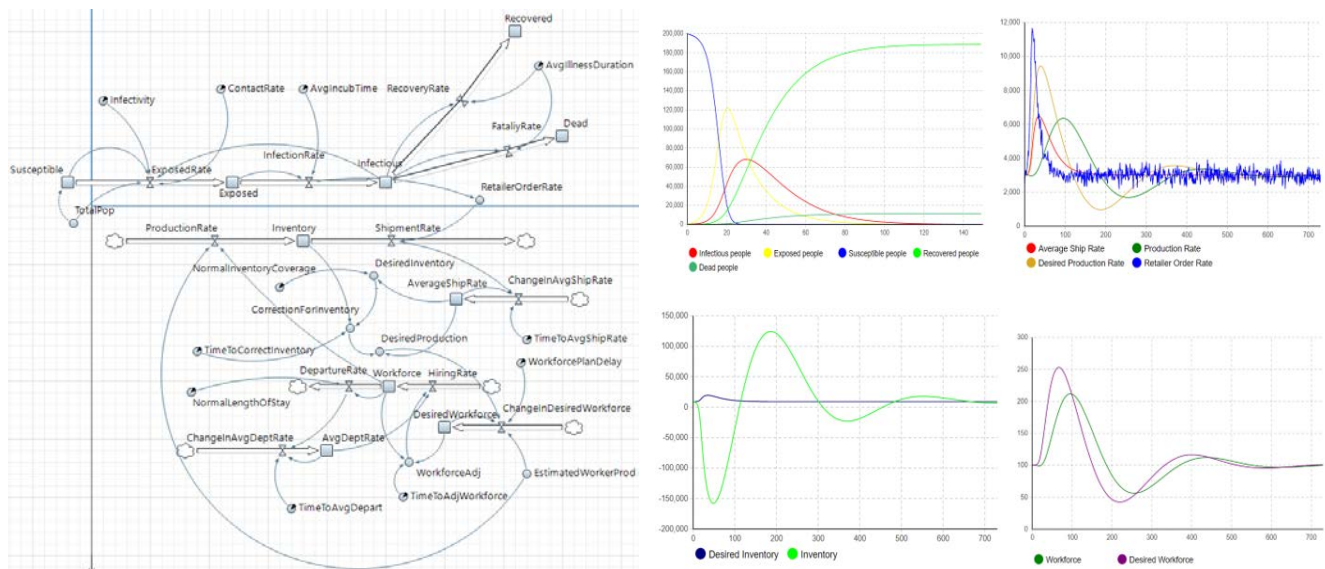 Recovered
AvgIllnessDuration
ContactRate
AvgIncubTime
RecoveryRate
Infectivity
FataliyRate
Dead
InfectionRate
Infectious
Susceptible
ExposedRate
Exposed
RetailerOrderRate
TotalPop
ProductionRate
Inventory
ShipmentRate
NormalInventoryCoverage
DesiredInventory
AverageShipRate
ChangeInAvgShipRate
CorrectionForInventory
DesiredProduction
TimeToAvgShipRate
TimeToCorrectInventory
WorkforcePlanDelay
DepartureRate
Workforce
HiringRate
NormalLengthOfStay
DesiredWorkforce
ChangeInDesiredWorkforce
ChangeInAvgDeptRate
AvgDeptRate
WorkforceAdj
EstimatedWorkerProd
TimeToAdjWorkforce
TimeToAvgDepart
200,000
180,000
160,000
140,000
120,000
100,000
80,000
60,000
40,000
20,000
0
0 20 40 60 80 100 120 140
Infectious people Exposed people Susceptible people Recovered people
Dead people
12,000
10,000
8,000
6,000
4,000
2,000
0
0 100 200 300 400 500 600 700
Average Ship Rate Production Rate
Desired Production Rate Retailer Order Rate
150,000
100,000
50,000
0
-50,000
-100,000
-150,000
-200,000
0 100 200 300 400 500 600 700
Desired Inventory Inventory
300
250
200
150
100
50
0
0 100 200 300 400 500 600 700
Workforce Desired Workforce